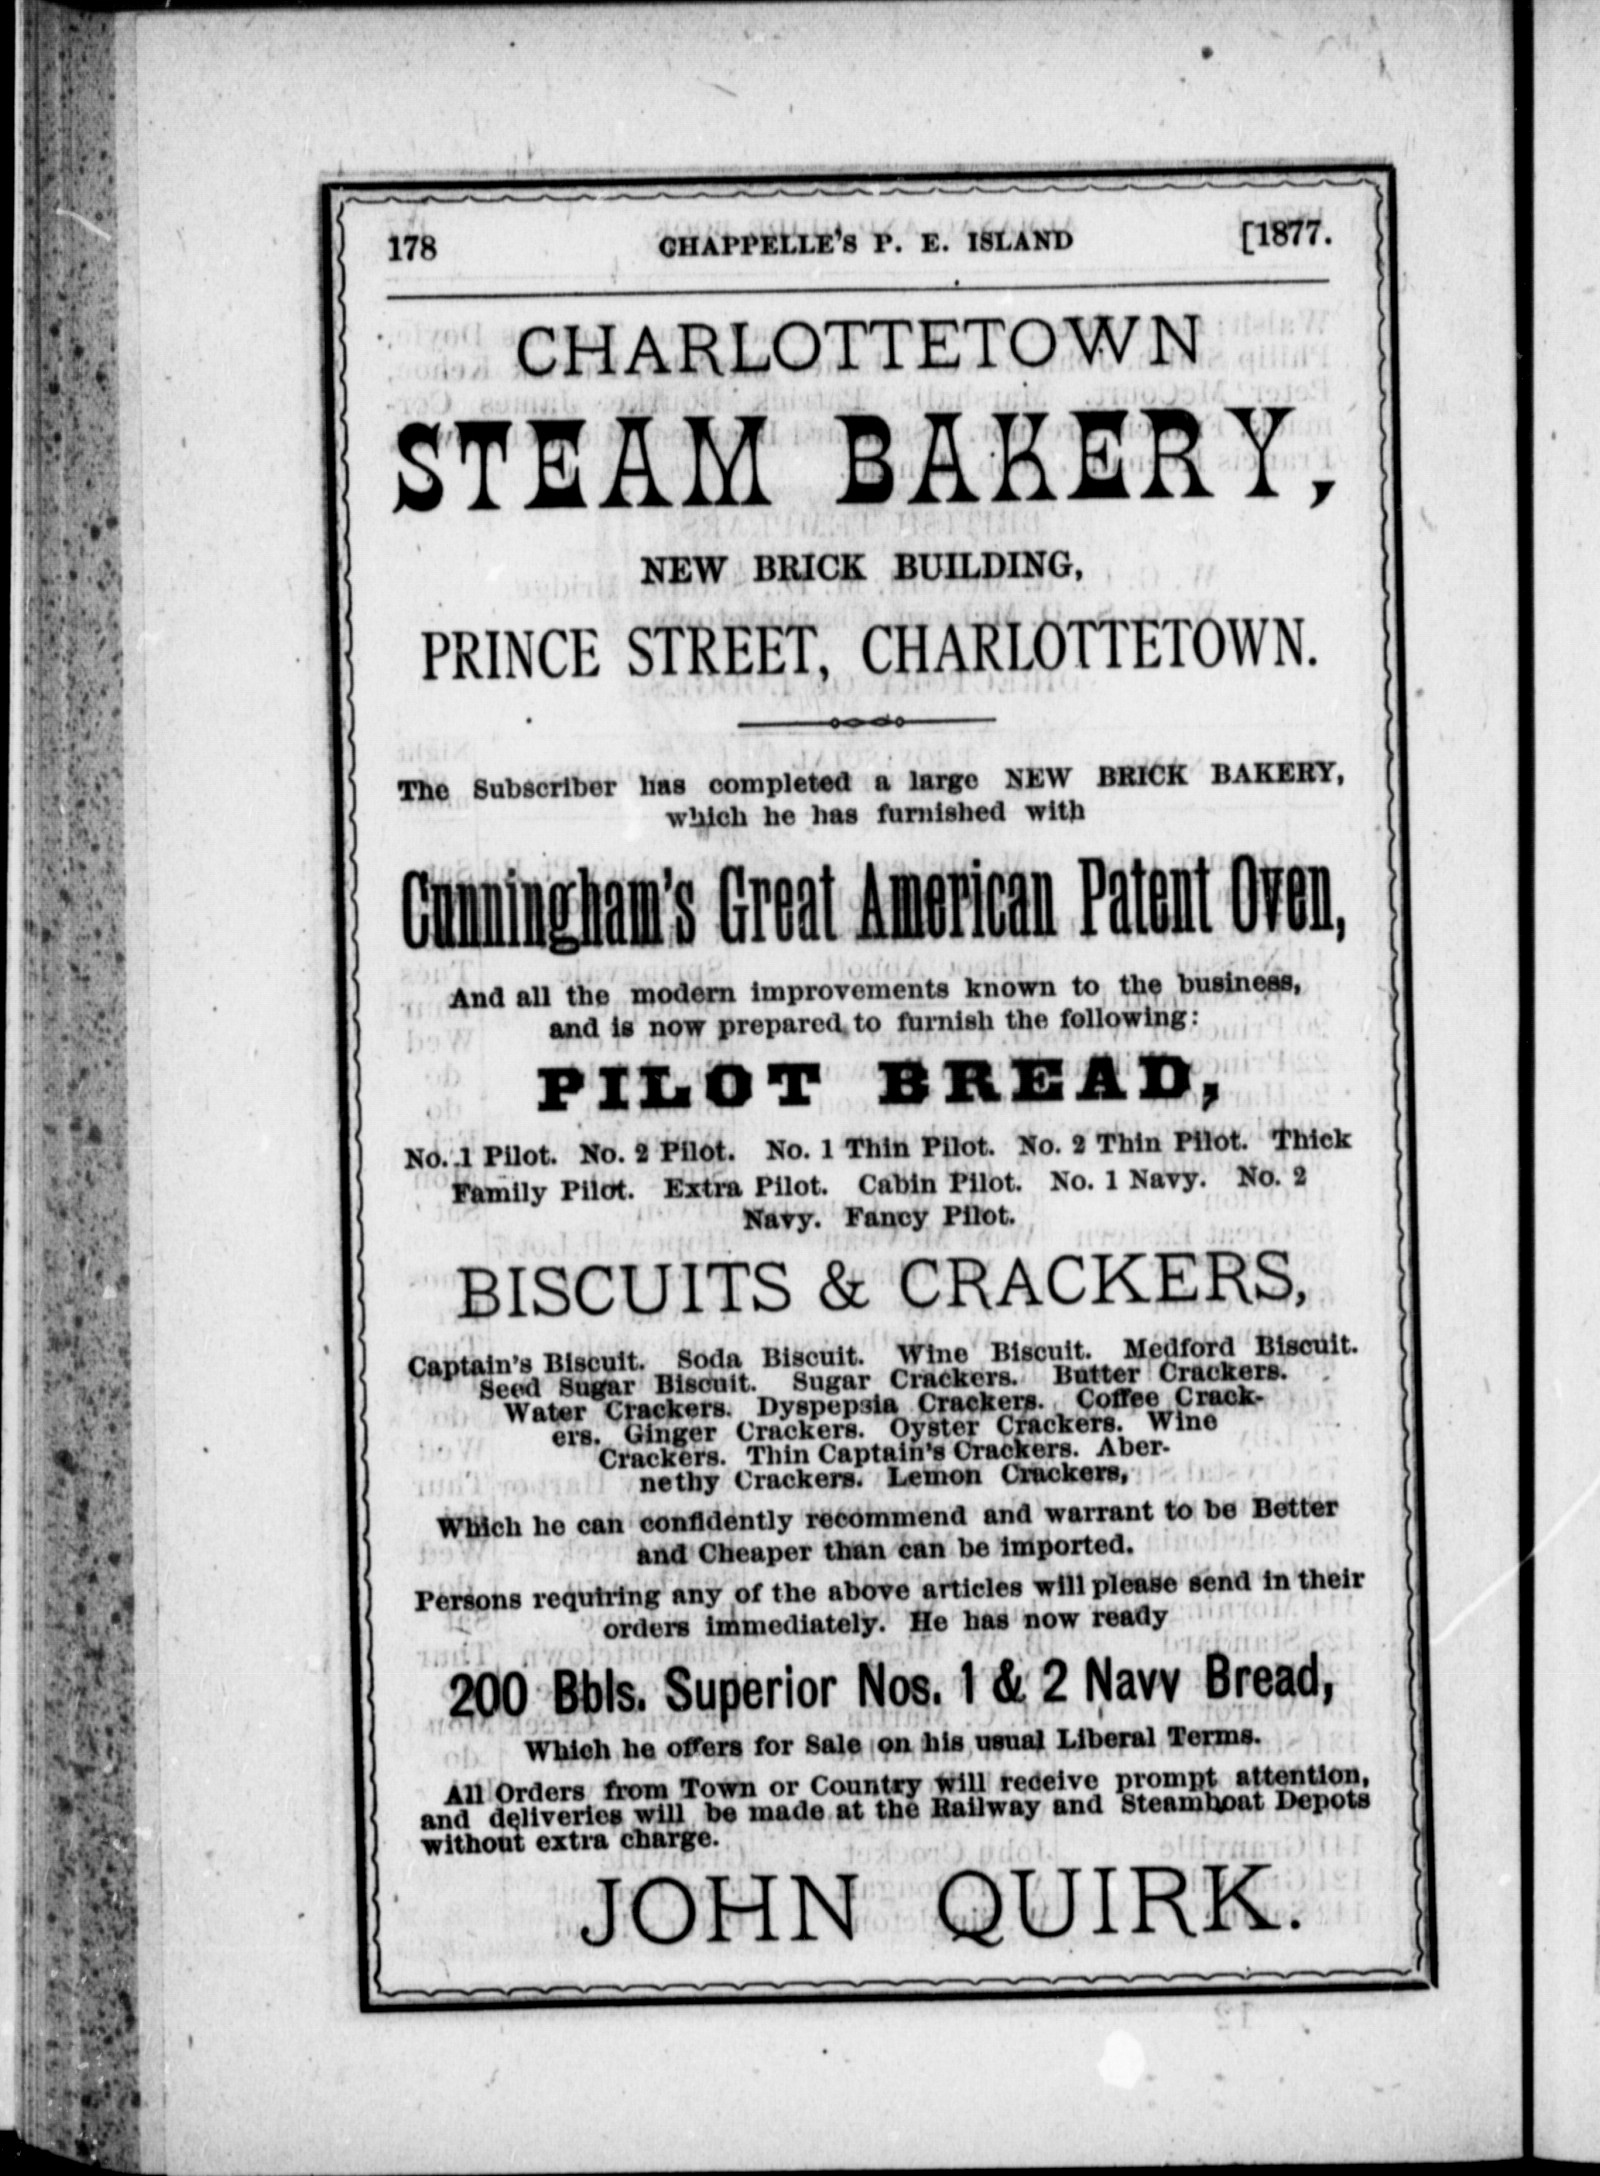 178 CHAPPELLE'S P. E. ISLAND [1877.
CHARLOTTETOWN
STEAM BAKERY,
NEW BRICK BUILDING,
PRINCE STREET, CHARLOTTETOWN.
The Subscriber has completed a large NEW BRICK BAKERY,
which he has furnished with
Cunningham's Great American Patent Oven,
And all the modern improvements known to the business,
and is now prepared to furnish the following:
PILOT BREAD,
No. 1 Pilot. No. 2 Pilot. No. 1 Thin Pilot. No. 2 Thin Pilot. Thick
Family Pilot. Extra Pilot. Cabin Pilot. No. 1 Navy. No. 2
Navy. Fancy Pilot.
BISCUITS & CRACKERS,
Captain's Biscuit. Soda Biscuit. Wine Biscuit. Medford Biscuit.
Seed Sugar Biscuit. Sugar Crackers. Butter Crackers.
Water Crackers. Dyspepsia Crackers. Coffee Crack-
ers. Ginger Crackers. Oyster Crackers. Wine
Crackers. Thin Captain's Crackers. Aber-
nethy Crackers. Lemon Crackers,
Which he can confidently recommend and warrant to be Better
and Cheaper than can be imported.
Persons requiring any of the above articles will please send in their
orders immediately. He has now ready
200 Bbls. Superior Nos. 1 & 2 Navy Bread,
Which he offers for Sale on his usual Liberal Terms.
All Orders from Town or Country will receive prompt attention,
and deliveries will be made at the Railway and Steamboat Depots
without extra charge.
JOHN QUIRK.